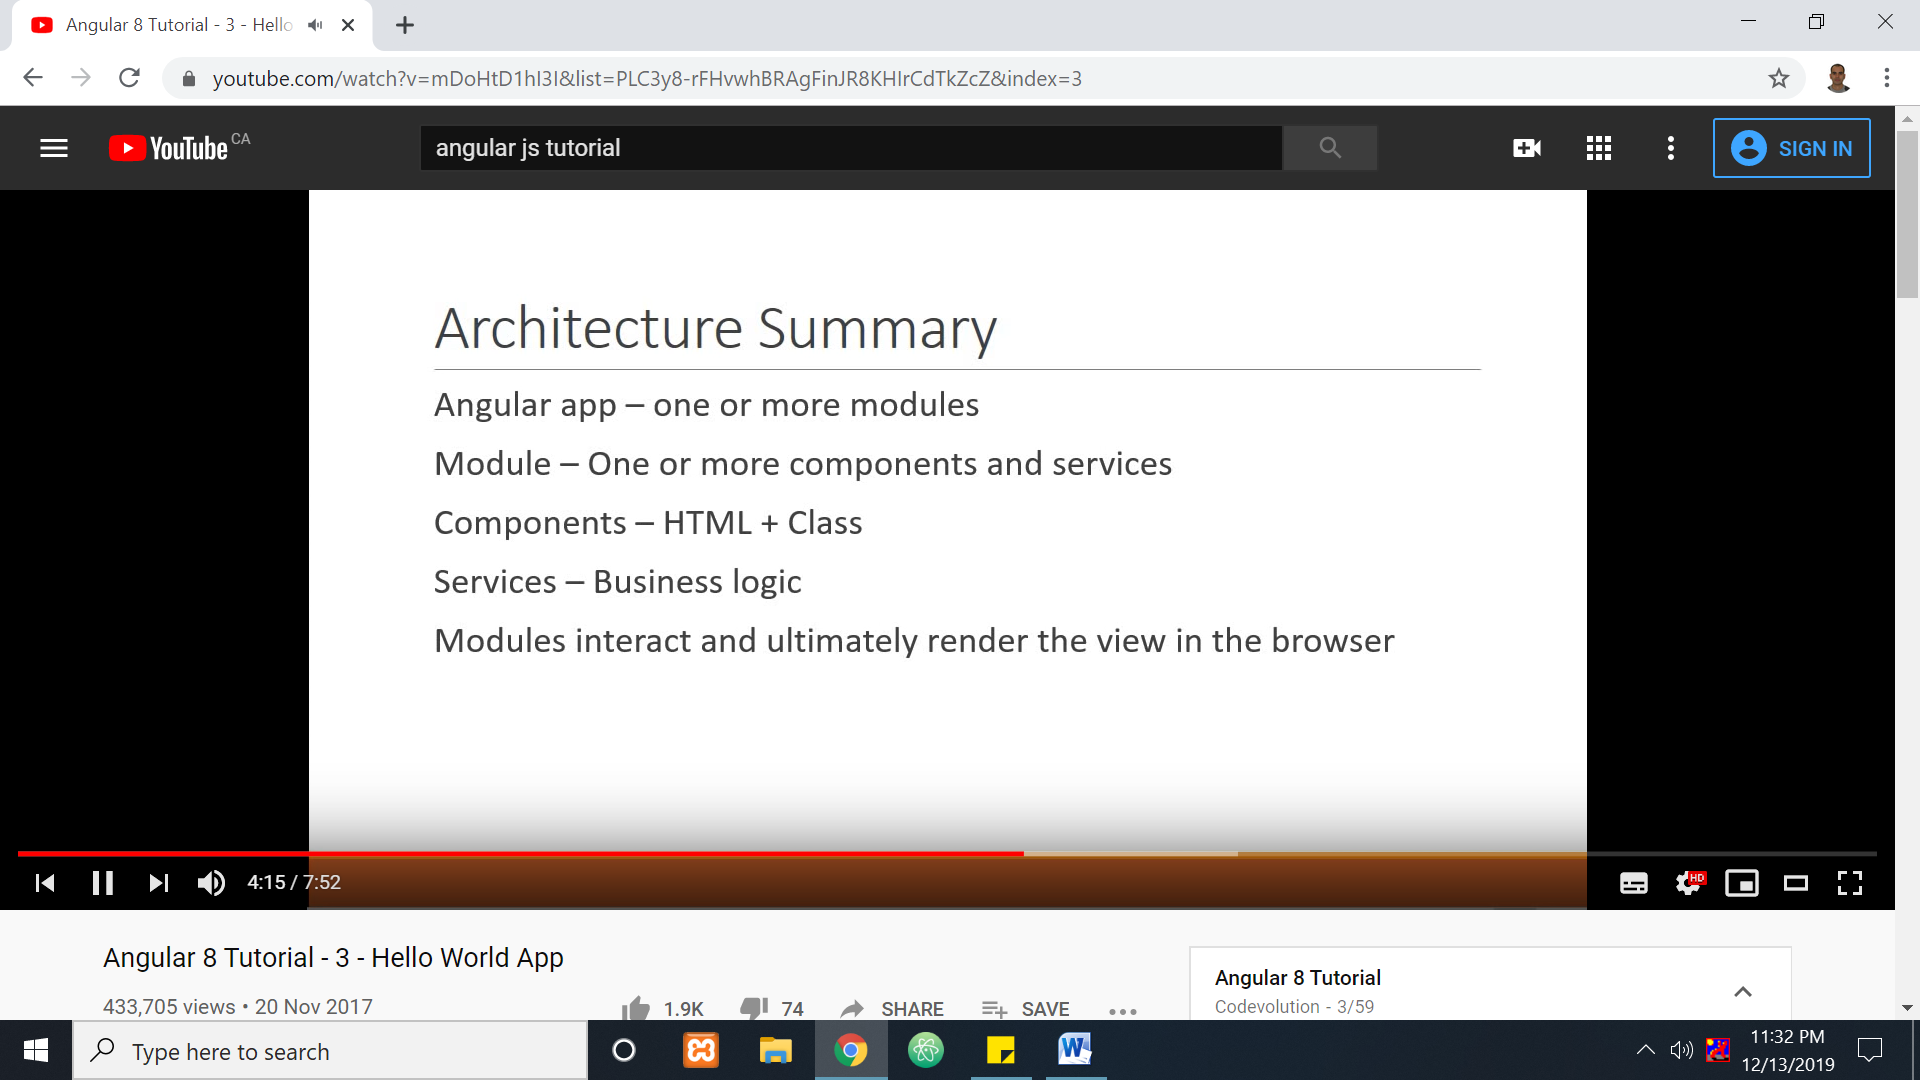 Angular 8 Tutorial - 3 - Hello
youtube.com/watch?v=mDoHtD1hI3I&list=PLC3y8-rFHvwhBRAgFinJR8KHIrCdTkZcZ&index=3
YouTube CA
angular js tutorial
SIGN IN
Architecture Summary
Angular app – one or more modules
Module – One or more components and services
Components – HTML + Class
Services – Business logic
Modules interact and ultimately render the view in the browser
4:15 / 7:52
HD
Angular 8 Tutorial - 3 - Hello World App
433,705 views • 20 Nov 2017
1.9K
74
SHARE
SAVE
Angular 8 Tutorial
Codevolution - 3/59
Type here to search
W
11:32 PM
12/13/2019